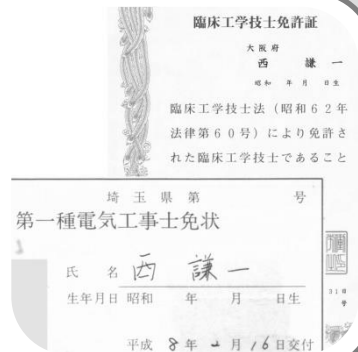 臨床工学技士免許証
大阪府
西 謙 一
昭和 年 月 日生
臨床工学技士法(昭和62年
法律第60号)により免許さ
れた臨床工学技士であること
埼玉県第 号
第一種電気工事士免状
氏 名 西 謙 一
生年月日 昭和 年 月 日生
平成 8年 2月 16日交付
31日
号